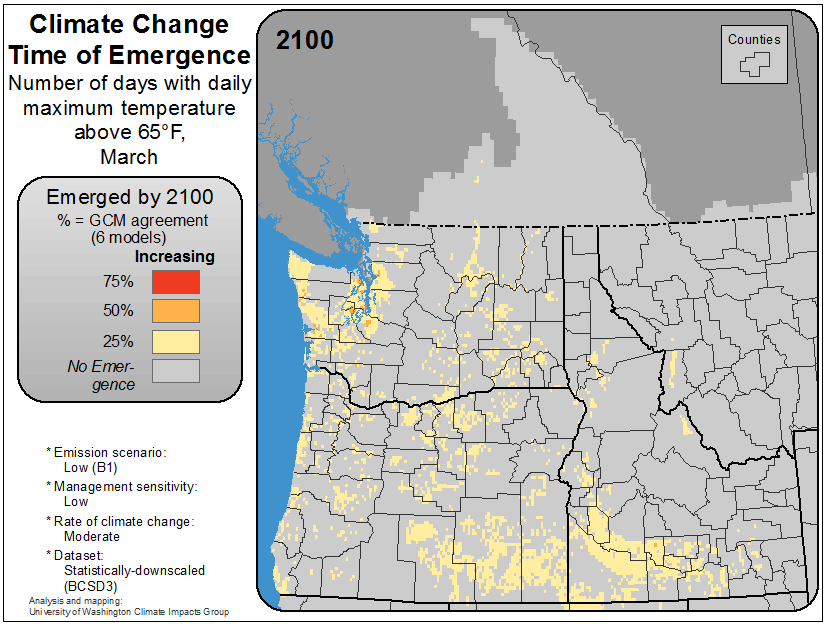 Climate Change
Time of Emergence
Number of days with daily
maximum temperature
above 65°F,
March
Emerged by 2100
% = GCM agreement
(6 models)
Increasing
75%
50%
25%
No Emer-
gence
* Emission scenario:
Low (B1)
* Management sensitivity:
Low
* Rate of climate change:
Moderate
* Dataset:
Statistically-downscaled
(BCSD3)
Analysis and mapping:
University of Washington Climate Impacts Group
2100
Counties